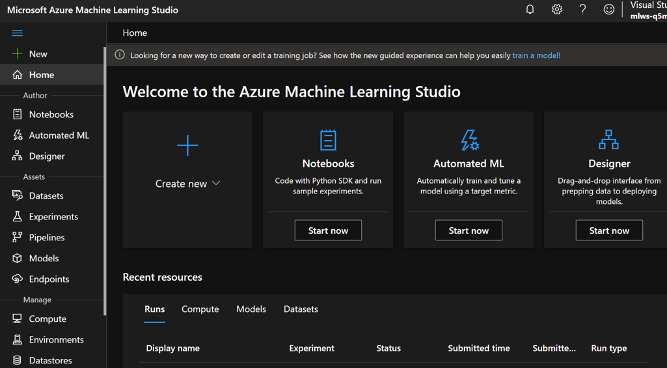 Microsoft Azure Machine Learning Studio
Visual Stu
mlws-q5m
New
Home
Author
Notebooks
Automated ML
Designer
Assets
Datasets
Experiments
Pipelines
Models
Endpoints
Manage
Compute
Environments
Datastores
Home
Looking for a new way to create or edit a training job? See how the new guided experience can help you easily train a model!
Welcome to the Azure Machine Learning Studio
Create new
Notebooks
Code with Python SDK and run
sample experiments.
Start now
Automated ML
Automatically train and tune a
model using a target metric.
Start now
Designer
Drag-and-drop interface from
prepping data to deploying
models.
Start now
Recent resources
Runs Compute Models Datasets
Display name Experiment Status Submitted time Submitte... Run type